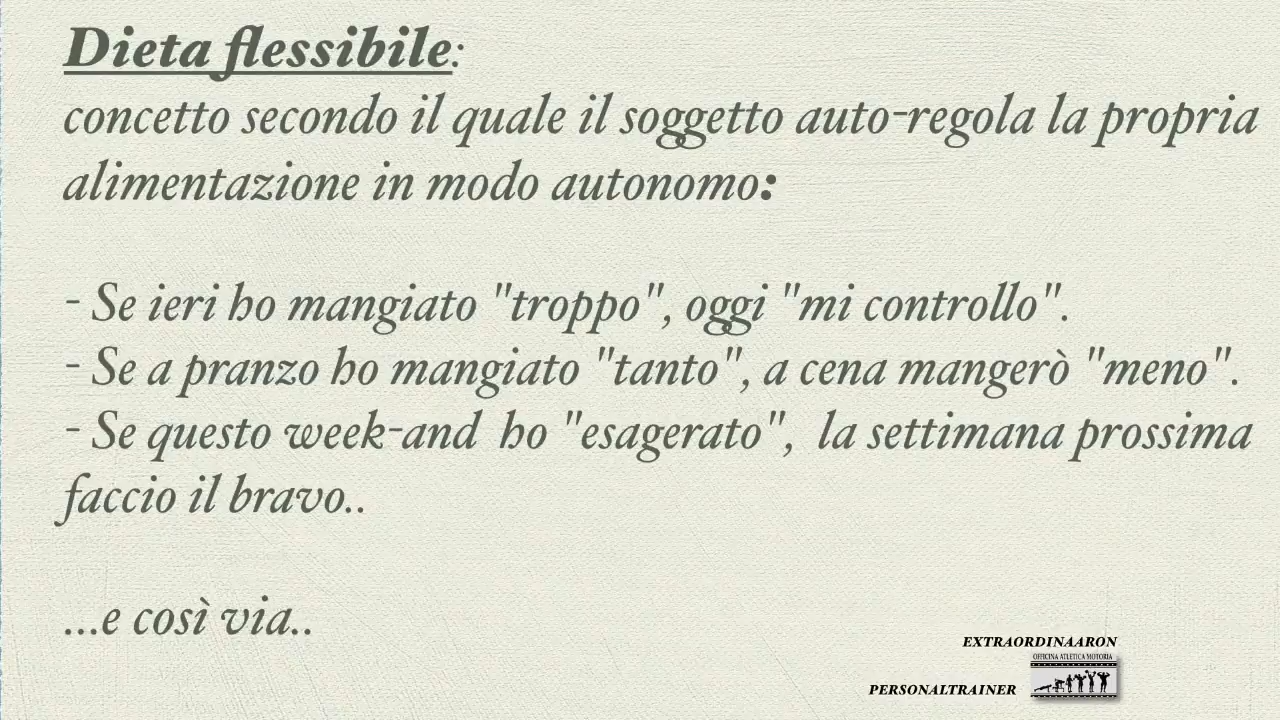 Dieta flessibile:
concetto secondo il quale il soggetto auto-regola la propria
alimentazione in modo autonomo:
- Se ieri ho mangiato "troppo", oggi "mi controllo".
- Se a pranzo ho mangiato "tanto", a cena mangerò "meno".
- Se questo week-and ho "esagerato", la settimana prossima
faccio il bravo..
...e così via..
EXTRAORDINAARON
OFFICINA ATLETICA MOTORIA
PERSONALTRAINER